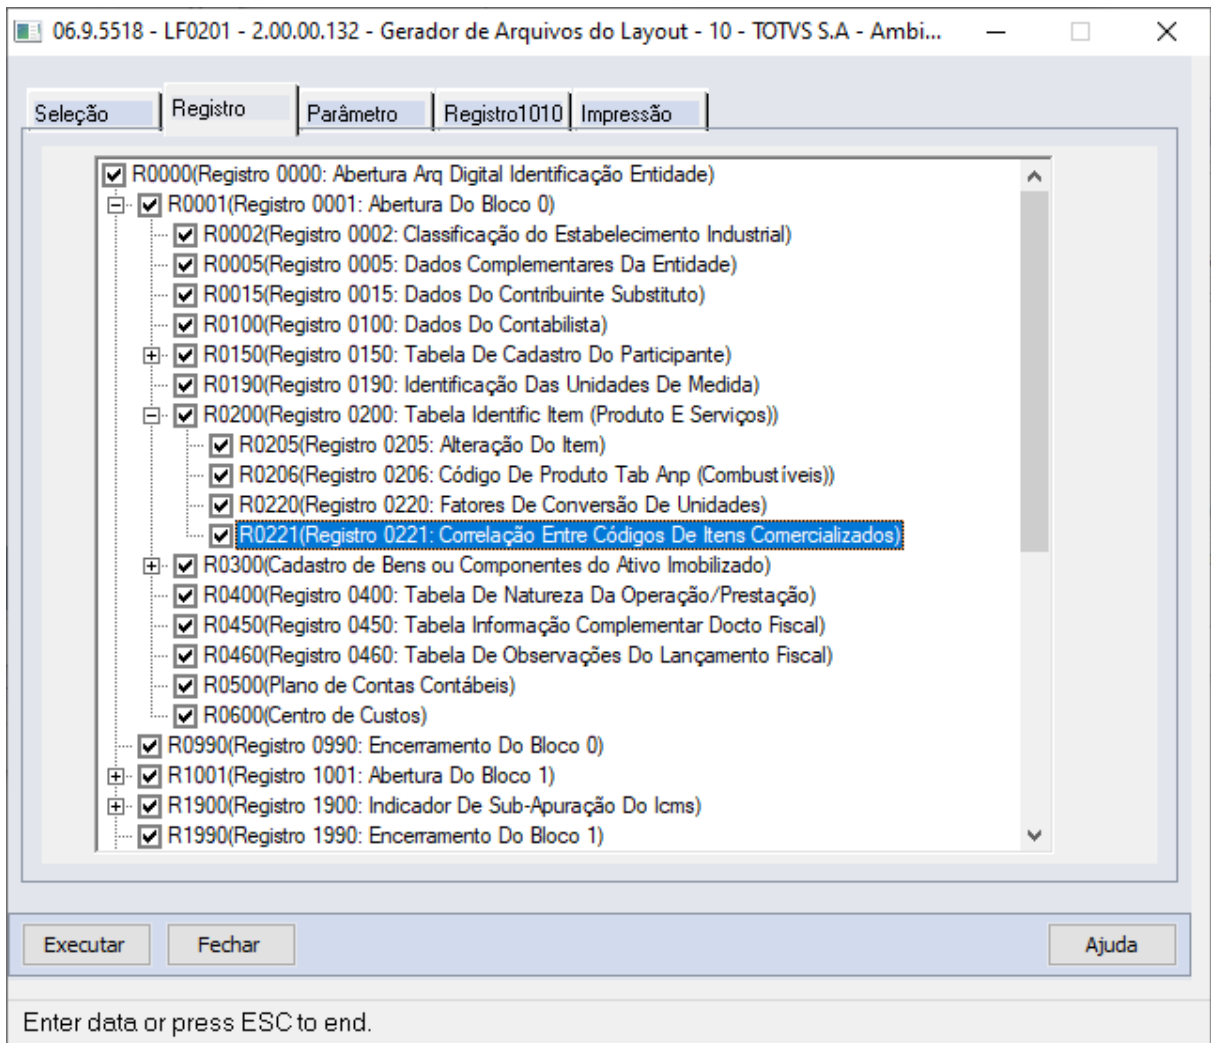 06.9.5518 - LF0201 - 2.00.00.132 - Gerador de Arquivos do Layout - 10 - TOTVS S.A - Ambi...
Seleção Registro Parâmetro Registro1010 Impressão
R0000(Registro 0000: Abertura Arq Digital Identificação Entidade)
R0001(Registro 0001: Abertura Do Bloco 0)
R0002(Registro 0002: Classificação do Estabelecimento Industrial)
R0005(Registro 0005: Dados Complementares Da Entidade)
R0015(Registro 0015: Dados Do Contribuinte Substituto)
R0100(Registro 0100: Dados Do Contabilista)
R0150(Registro 0150: Tabela De Cadastro Do Participante)
R0190(Registro 0190: Identificação Das Unidades De Medida)
R0200(Registro 0200: Tabela Identific Item (Produto E Serviços))
R0205(Registro 0205: Alteração Do Item)
R0206(Registro 0206: Código De Produto Tab Anp (Combustíveis))
R0220(Registro 0220: Fatores De Conversão De Unidades)
R0221(Registro 0221: Correlação Entre Códigos De Itens Comercializados)
R0300(Cadastro de Bens ou Componentes do Ativo Imobilizado)
R0400(Registro 0400: Tabela De Natureza Da Operação/Prestação)
R0450(Registro 0450: Tabela Informação Complementar Docto Fiscal)
R0460(Registro 0460: Tabela De Observações Do Lançamento Fiscal)
R0500(Plano de Contas Contábeis)
R0600(Centro de Custos)
R0990(Registro 0990: Encerramento Do Bloco 0)
R1001(Registro 1001: Abertura Do Bloco 1)
R1900(Registro 1900: Indicador De Sub-Apuração Do Icms)
R1990(Registro 1990: Encerramento Do Bloco 1)
Executar Fechar Ajuda
Enter data or press ESC to end.